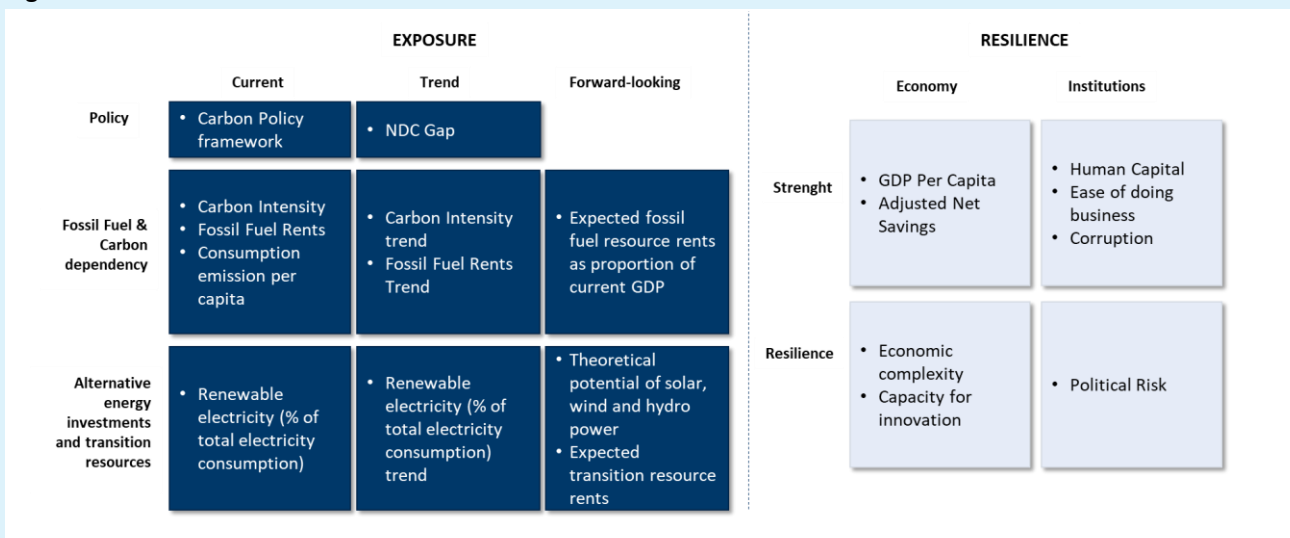 EXPOSURE
RESILIENCE
Current
Trend
Forward-looking
Economy
Institutions
Policy
• Carbon Policy
framework
• NDC Gap
Fossil Fuel &
Carbon
dependency
• Carbon Intensity
• Fossil Fuel Rents
• Consumption
emission per
capita
• Carbon Intensity
trend
• Fossil Fuel Rents
Trend
• Expected fossil
fuel resource rents
as proportion of
current GDP
Alternative
energy
investments
and transition
resources
• Renewable
electricity (% of
total electricity
consumption)
• Renewable
electricity (% of
total electricity
consumption)
trend
• Theoretical
potential of solar,
wind and hydro
power
• Expected
transition resource
rents
Strenght
• GDP Per Capita
• Adjusted Net
Savings
• Human Capital
• Ease of doing
business
• Corruption
Resilience
• Economic
complexity
• Capacity for
innovation
• Political Risk